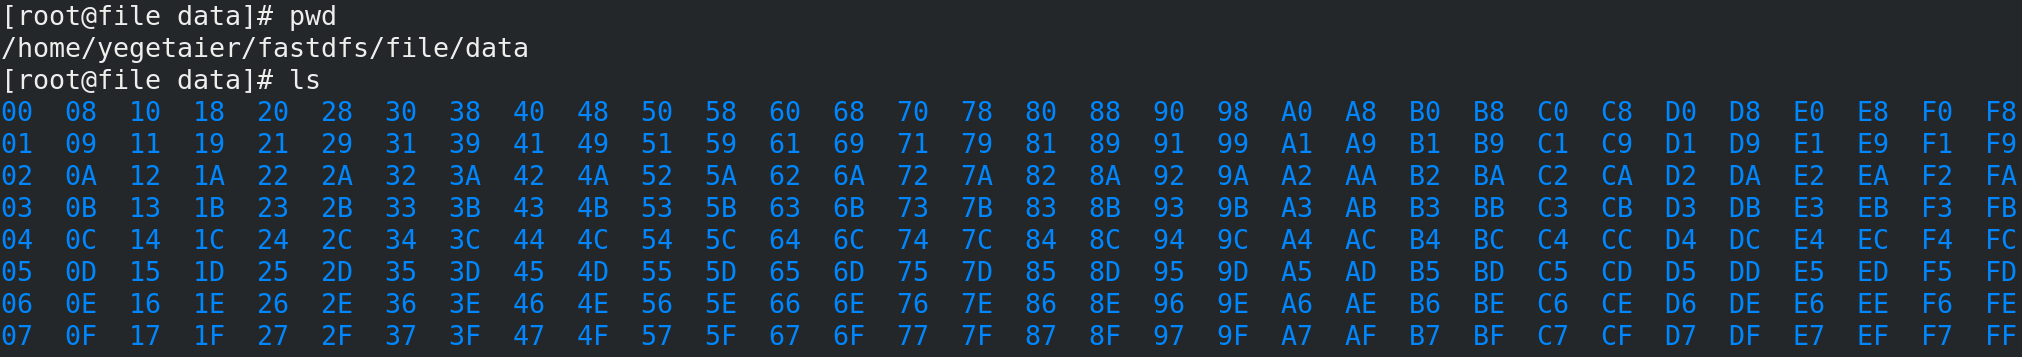 [root@file data]# pwd
/home/yegetaier/fastdfs/file/data
[root@file data]# ls
00  08  10  18  20  28  30  38  40  48  50  58  60  68  70  78  80  88  90  98  A0  A8  B0  B8  C0  C8  D0  D8  E0  E8  F0  F8
01  09  11  19  21  29  31  39  41  49  51  59  61  69  71  79  81  89  91  99  A1  A9  B1  B9  C1  C9  D1  D9  E1  E9  F1  F9
02  0A  12  1A  22  2A  32  3A  42  4A  52  5A  62  6A  72  7A  82  8A  92  9A  A2  AA  B2  BA  C2  CA  D2  DA  E2  EA  F2  FA
03  0B  13  1B  23  2B  33  3B  43  4B  53  5B  63  6B  73  7B  83  8B  93  9B  A3  AB  B3  BB  C3  CB  D3  DB  E3  EB  F3  FB
04  0C  14  1C  24  2C  34  3C  44  4C  54  5C  64  6C  74  7C  84  8C  94  9C  A4  AC  B4  BC  C4  CC  D4  DC  E4  EC  F4  FC
05  0D  15  1D  25  2D  35  3D  45  4D  55  5D  65  6D  75  7D  85  8D  95  9D  A5  AD  B5  BD  C5  CD  D5  DD  E5  ED  F5  FD
06  0E  16  1E  26  2E  36  3E  46  4E  56  5E  66  6E  76  7E  86  8E  96  9E  A6  AE  B6  BE  C6  CE  D6  DE  E6  EE  F6  FE
07  0F  17  1F  27  2F  37  3F  47  4F  57  5F  67  6F  77  7F  87  8F  97  9F  A7  AF  B7  BF  C7  CF  D7  DF  E7  EF  F7  FF